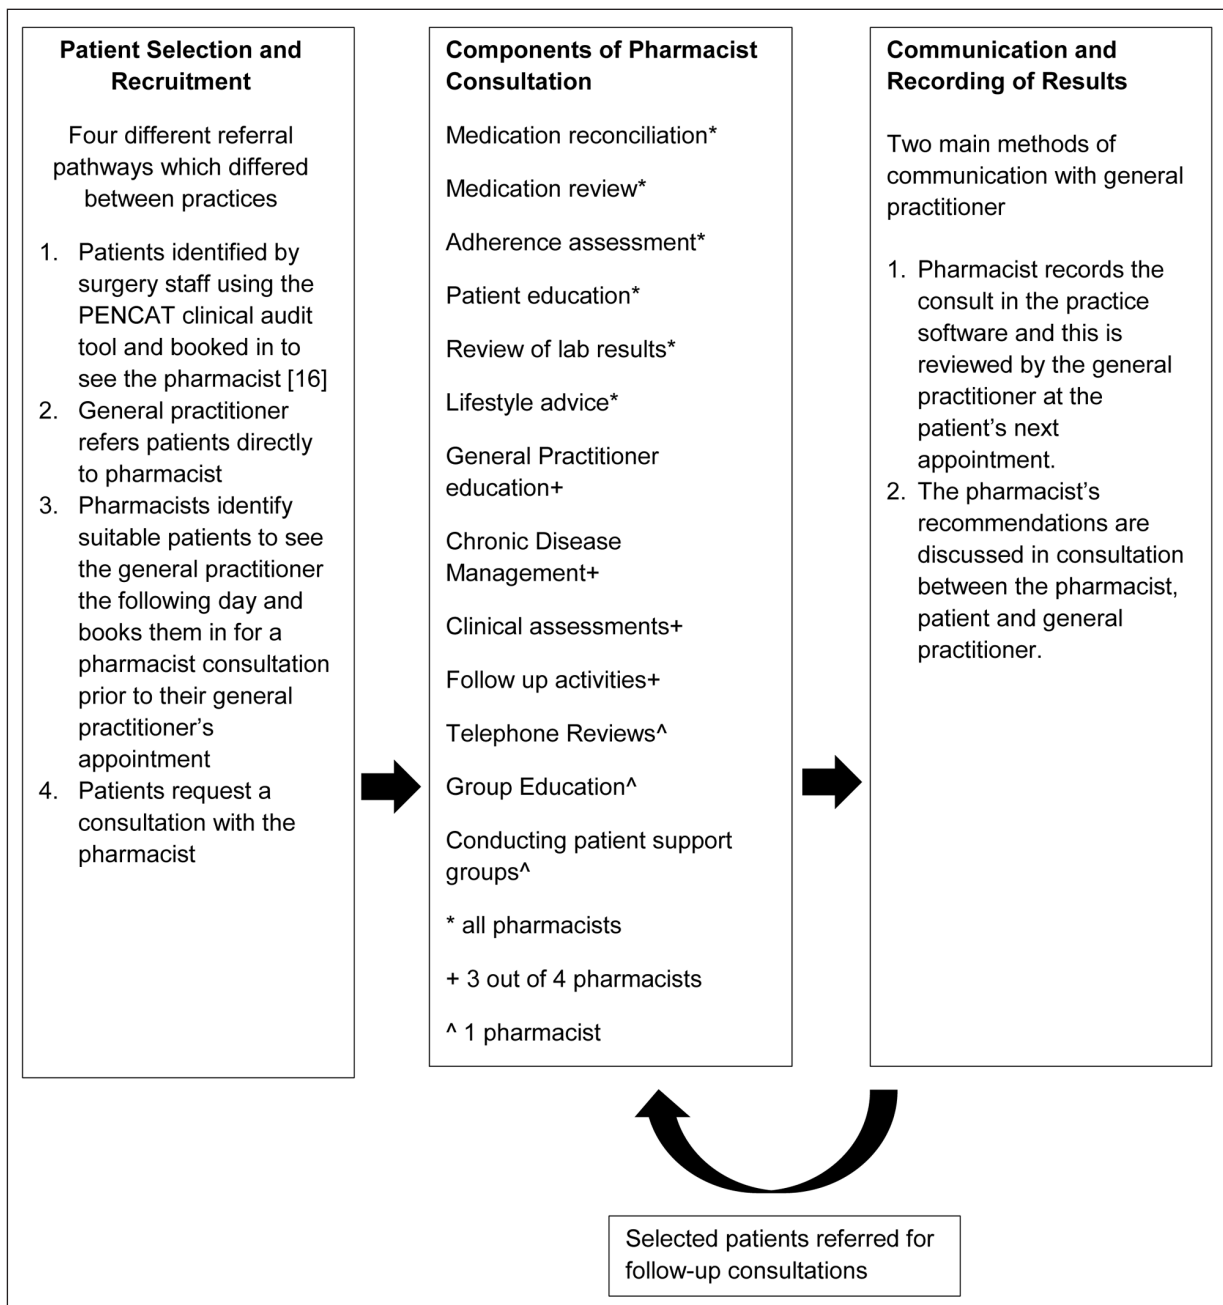 Patient Selection and
Recruitment
Four different referral
pathways which differed
between practices
1. Patients identified by
surgery staff using the
PENCAT clinical audit
tool and booked in to
see the pharmacist [16]
2. General practitioner
refers patients directly
to pharmacist
3. Pharmacists identify
suitable patients to see
the general practitioner
the following day and
books them in for a
pharmacist consultation
prior to their general
practitioner’s
appointment
4. Patients request a
consultation with the
pharmacist
Components of Pharmacist
Consultation
Medication reconciliation*
Medication review*
Adherence assessment*
Patient education*
Review of lab results*
Lifestyle advice*
General Practitioner
education+
Chronic Disease
Management+
Clinical assessments+
Follow up activities+
Telephone Reviews^
Group Education^
Conducting patient support
groups^
* all pharmacists
+ 3 out of 4 pharmacists
^ 1 pharmacist
Communication and
Recording of Results
Two main methods of
communication with general
practitioner
1. Pharmacist records the
consult in the practice
software and this is
reviewed by the general
practitioner at the
patient’s next
appointment.
2. The pharmacist’s
recommendations are
discussed in consultation
between the pharmacist,
patient and general
practitioner.
Selected patients referred for
follow-up consultations